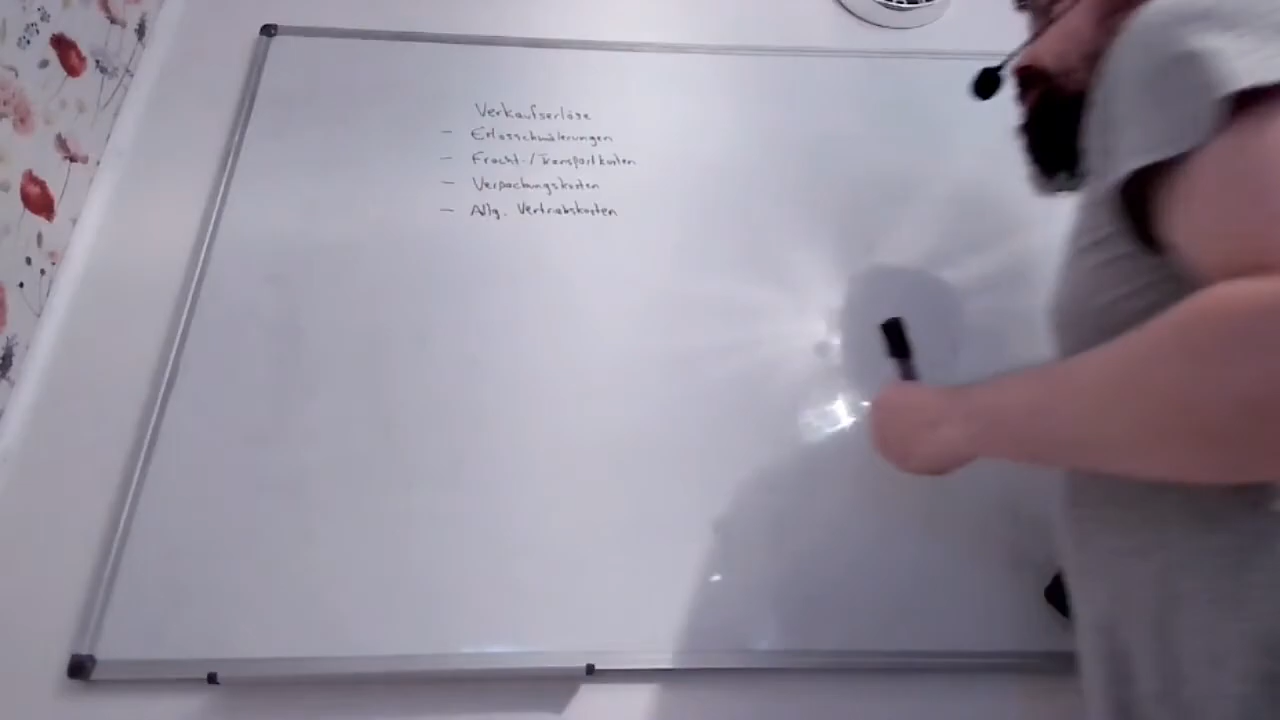 Verkaufserlöse
- Erlösschmälerungen
- Fracht-/Transportkosten
- Verpackungskosten
- Allg. Vertriebskosten